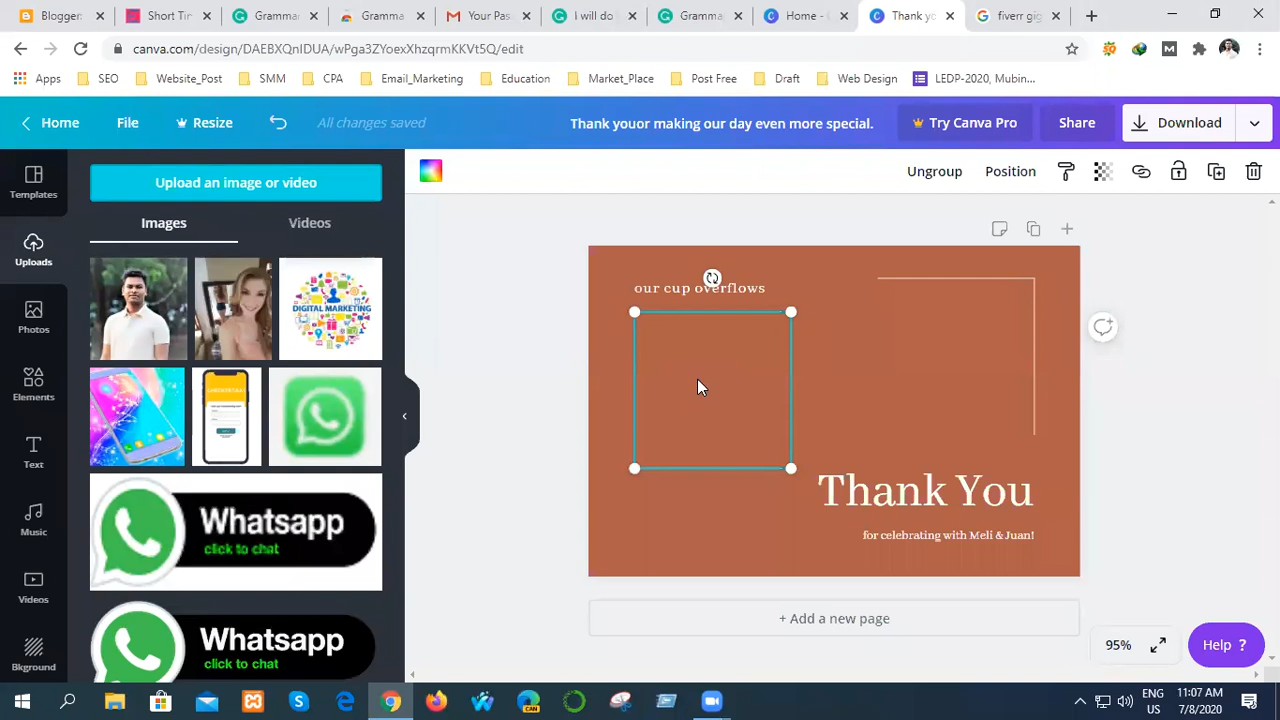 Blogger
Short Tin
Gramma
Gramma
Your Pas
I will do
Gramma
Home -
Thank yo
fiverr gig
canva.com/design/DAEBXQnIDUA/wPga3ZYoexXhzqrmKKVt5Q/edit
Apps
SEO
Website_Post
SMM
CPA
Email_Marketing
Education
Market_Place
Post Tree
Draft
Web Design
LEDP-2020, Mubin...
Home
File
Resize
All changes saved
Thank youor making our day even more special.
Try Canva Pro
Share
Download
Templates
Uploads
Photos
Elements
Text
Music
Videos
Bkground
Upload an image or video
Images
Videos
DIGITAL MARKETING
Whatsapp
click to chat
Whatsapp
click to chat
Ungroup
Position
our cup overflows
Thank You
for celebrating with Meli & Juan!
+ Add a new page
95%
Help ?
CAN
ENG
US
11:07 AM
7/8/2020